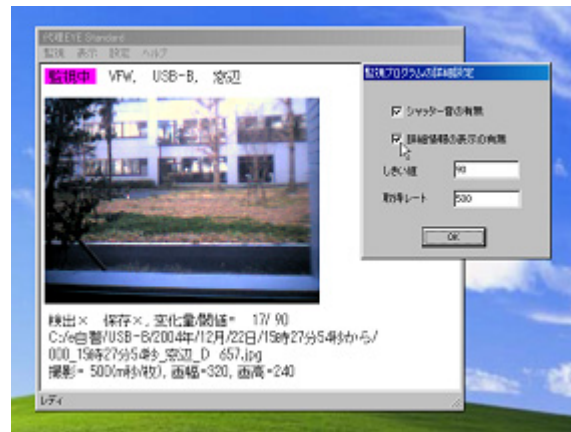 代理EYE Standard
監視 表示 設定 ヘルプ
監視中 VFW, USB-B, 窓辺
監視プログラムの詳細設定
シャッター音の有無
詳細情報の表示の有無
しきい値 90
取得レート 500
OK
検出× 保存×, 変化量/閾値= 17/ 90
C:/e自警/USB-B/2004年/12月/22日/15時27分54秒から/
000_15時27分54秒_窓辺_D 657.jpg
撮影= 500(m秒/枚), 画幅=320, 画高=240
レディ